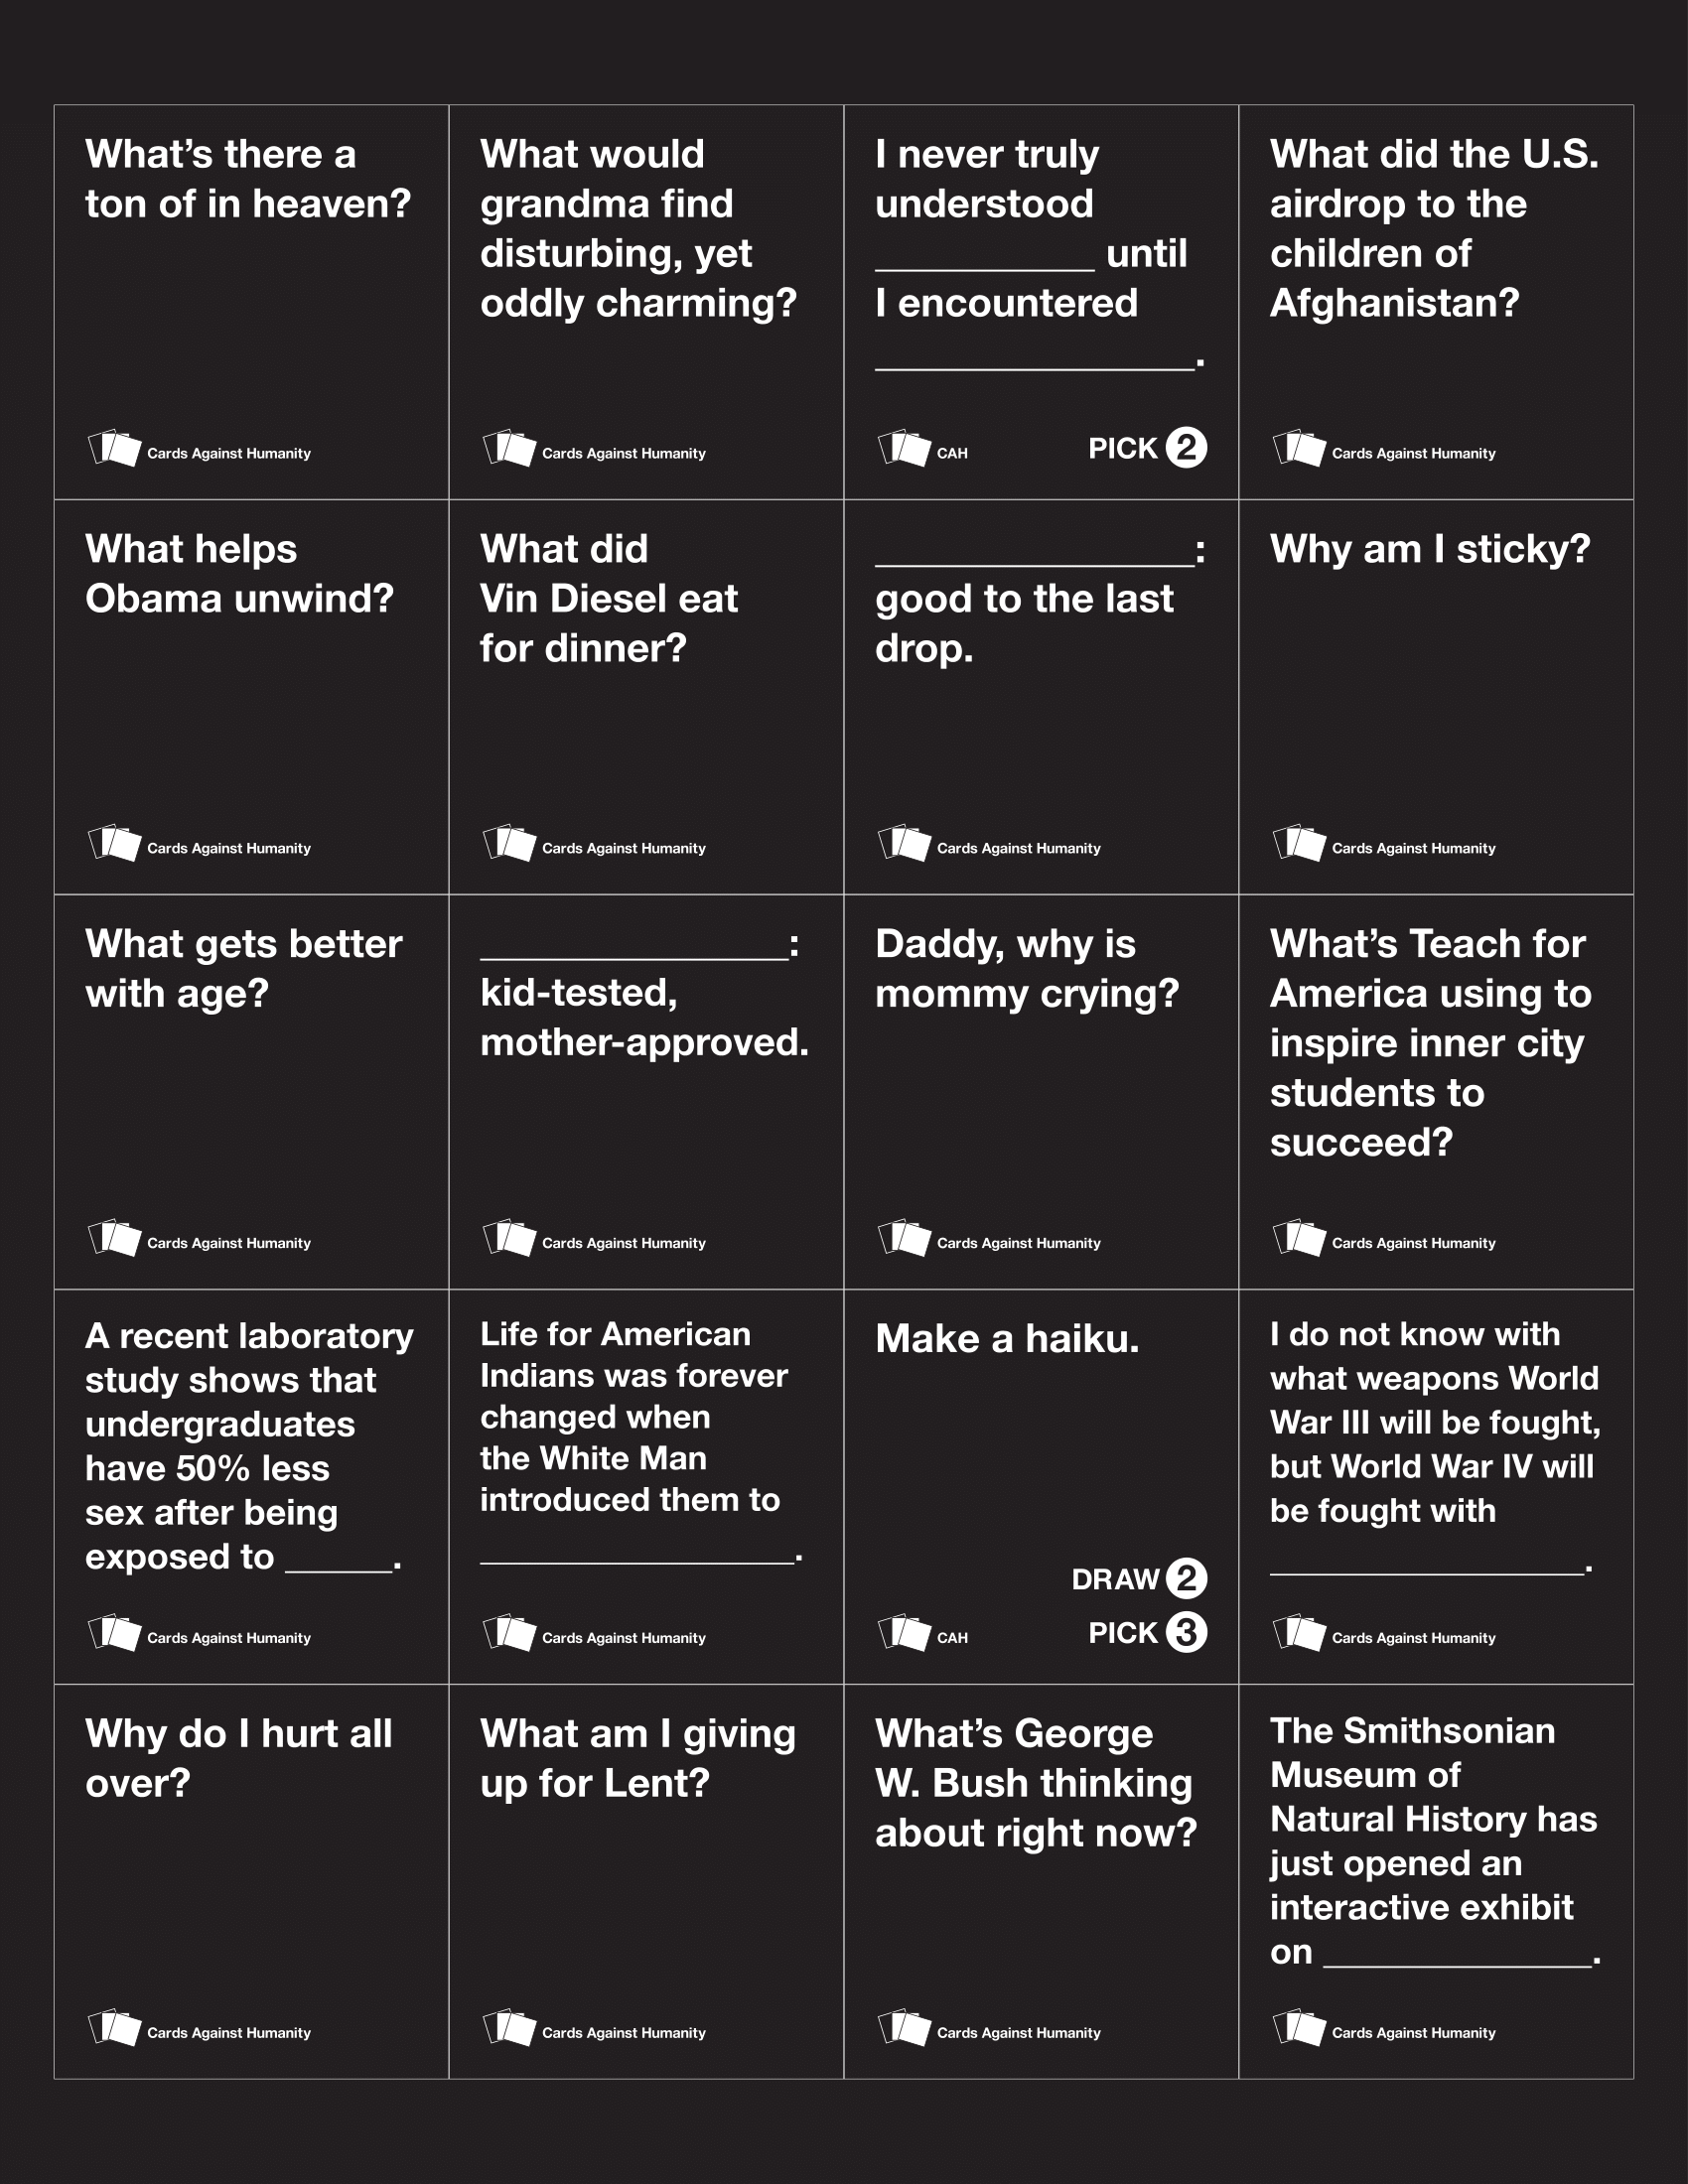 What's there a
ton of in heaven?
Cards Against Humanity
What would
grandma find
disturbing, yet
oddly charming?
Cards Against Humanity
I never truly
understood
___________ until
I encountered
________________.
CAH
PICK 2
What did the U.S.
airdrop to the
children of
Afghanistan?
Cards Against Humanity
What helps
Obama unwind?
Cards Against Humanity
What did
Vin Diesel eat
for dinner?
Cards Against Humanity
________________:
good to the last
drop.
Cards Against Humanity
Why am I sticky?
Cards Against Humanity
What gets better
with age?
Cards Against Humanity
________________:
kid-tested,
mother-approved.
Cards Against Humanity
Daddy, why is
mommy crying?
Cards Against Humanity
What's Teach for
America using to
inspire inner city
students to
succeed?
Cards Against Humanity
A recent laboratory
study shows that
undergraduates
have 50% less
sex after being
exposed to ______.
Cards Against Humanity
Life for American
Indians was forever
changed when
the White Man
introduced them to
___________________.
Cards Against Humanity
Make a haiku.
DRAW 2
CAH
PICK 3
I do not know with
what weapons World
War III will be fought,
but World War IV will
be fought with
__________________.
Cards Against Humanity
Why do I hurt all
over?
Cards Against Humanity
What am I giving
up for Lent?
Cards Against Humanity
What's George
W. Bush thinking
about right now?
Cards Against Humanity
The Smithsonian
Museum of
Natural History has
just opened an
interactive exhibit
on _______________.
Cards Against Humanity